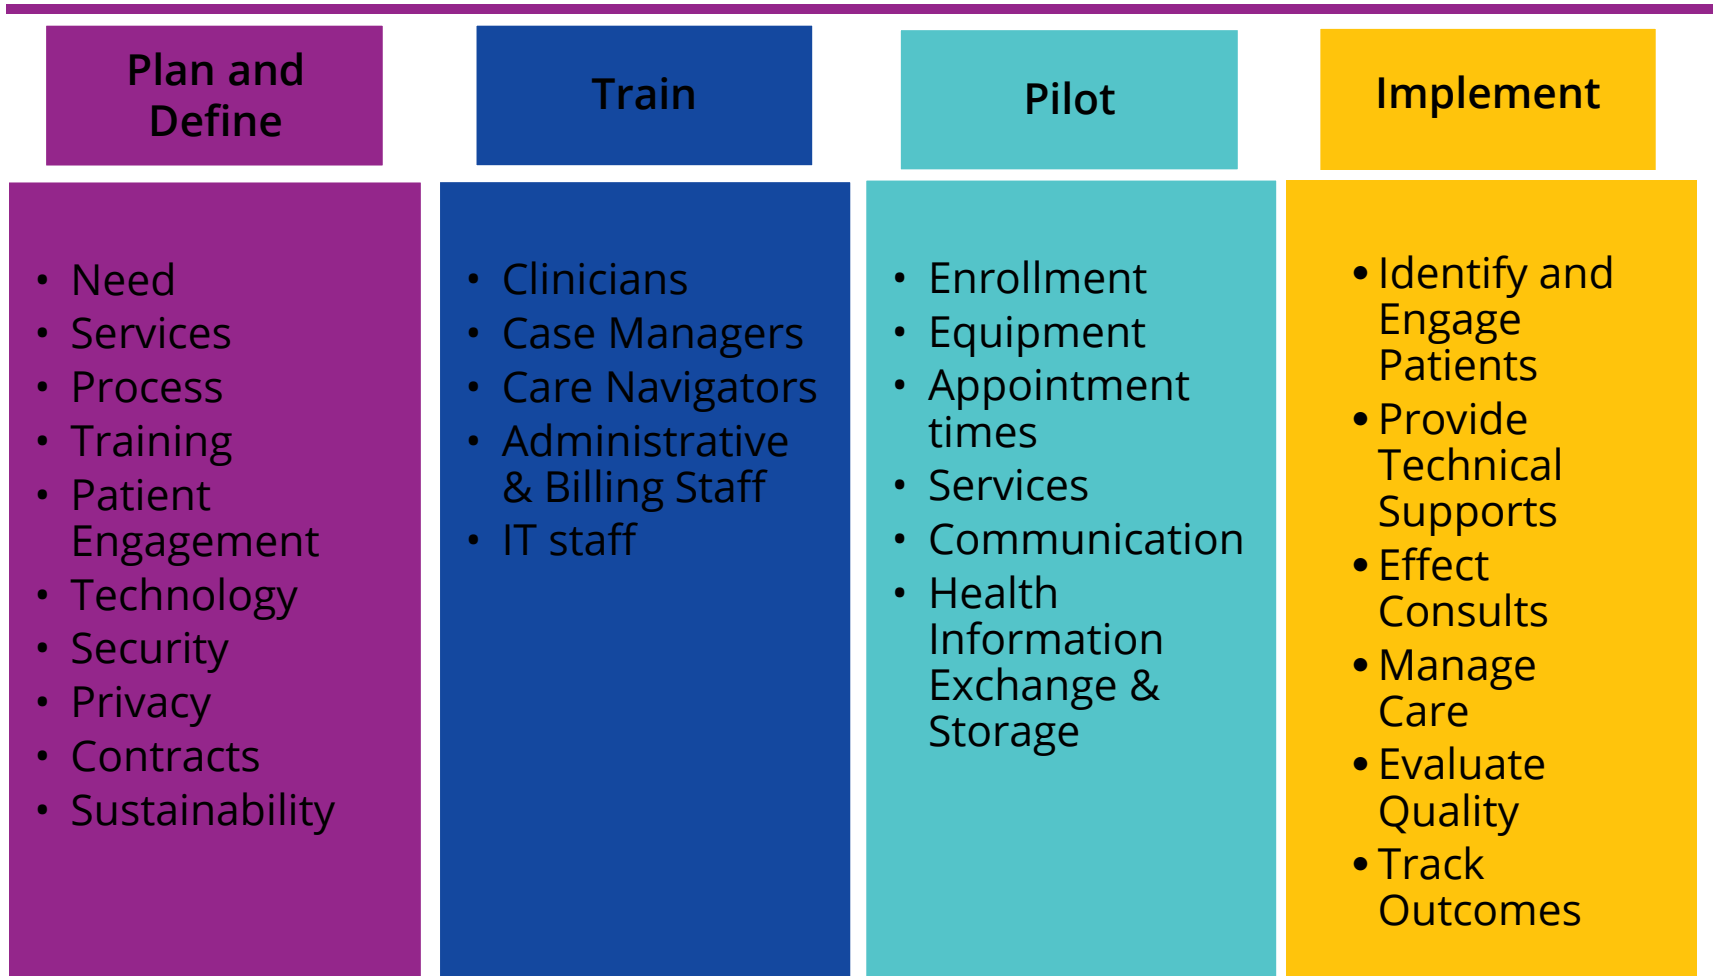 Plan and
Define
• Need
• Services
• Process
• Training
• Patient
Engagement
• Technology
• Security
• Privacy
• Contracts
• Sustainability
Train
• Clinicians
• Case Managers
• Care Navigators
• Administrative
& Billing Staff
• IT staff
Pilot
• Enrollment
• Equipment
• Appointment
times
• Services
• Communication
• Health
Information
Exchange &
Storage
Implement
• Identify and
Engage
Patients
• Provide
Technical
Supports
• Effect
Consults
• Manage
Care
• Evaluate
Quality
• Track
Outcomes